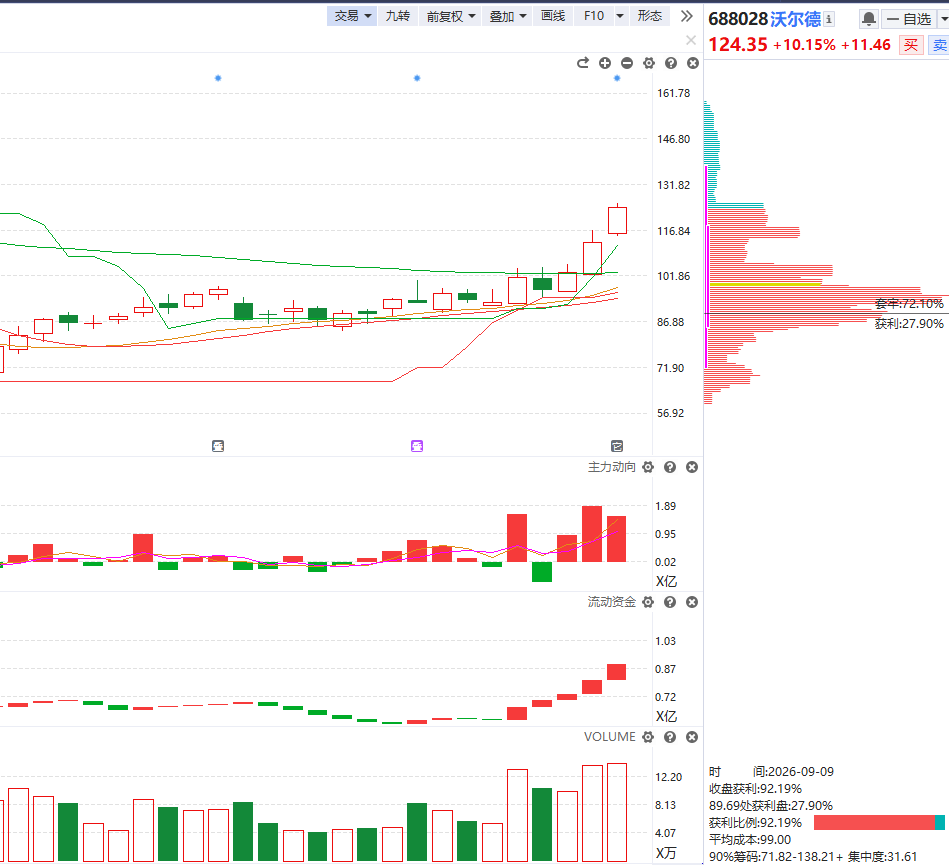 交易 九转 前复权 叠加 画线 F10 形态
688028沃尔德 自选
124.35 +10.15% +11.46 买 卖
161.78
146.80
131.82
116.84
101.86
86.88
71.90
56.92
套牢:72.10%
获利:27.90%
主力动向
1.89
0.95
0.02
X亿
流动资金
1.03
0.87
0.72
X亿
VOLUME
12.20
8.13
4.07
X万
时 间:2026-09-09
收盘获利:92.19%
89.69处获利盘:27.90%
获利比例:92.19%
平均成本:99.00
90%筹码:71.82-138.21+ 集中度:31.61